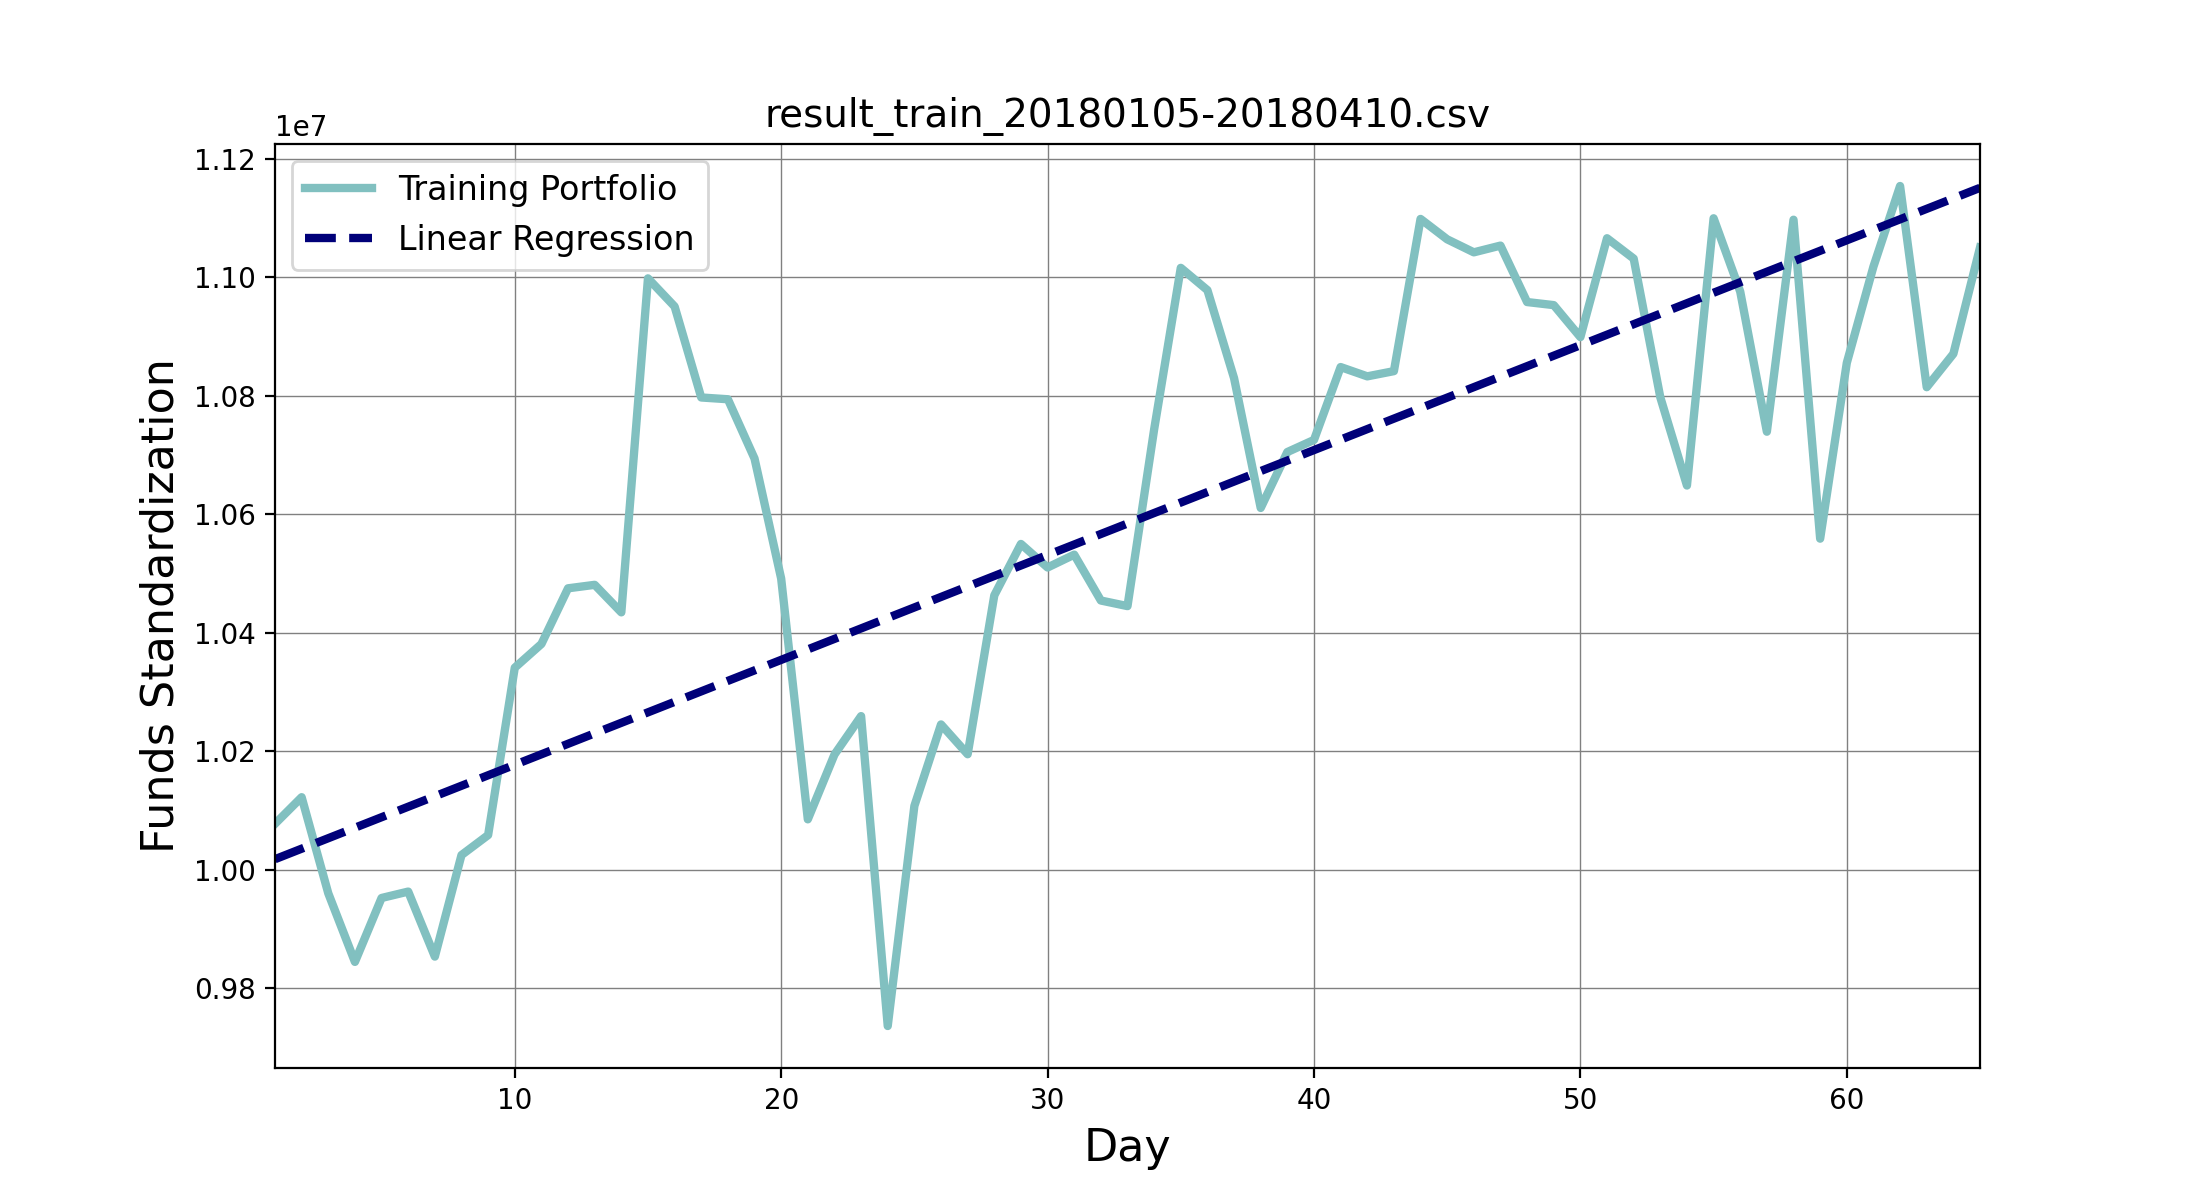 result_train_20180105-20180410.csv
1e7
Training Portfolio
Linear Regression
1.12
1.10
1.08
1.06
1.04
1.02
1.00
0.98
Funds Standardization
10 20 30 40 50 60
Day